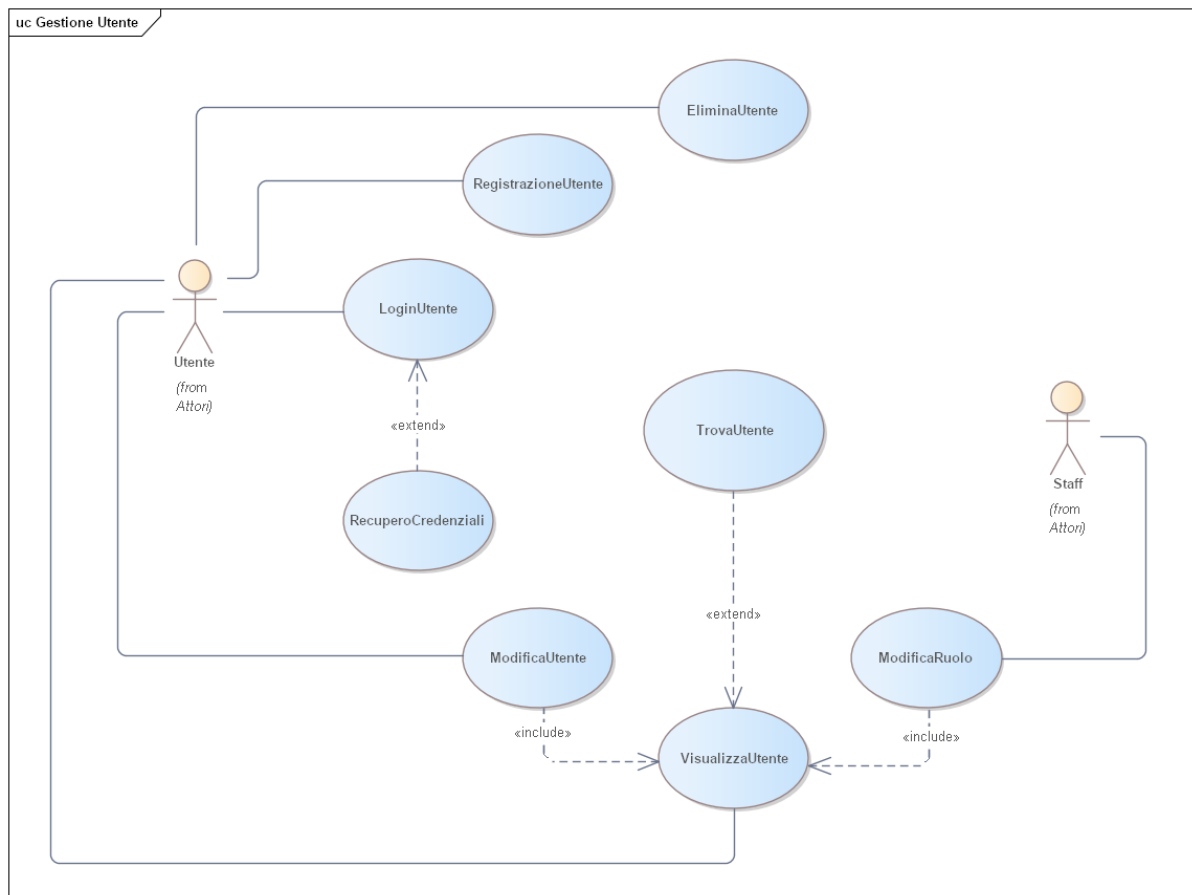 uc Gestione Utente
EliminaUtente
RegistrazioneUtente
LoginUtente
Utente
(from
Attori)
«extend»
TrovaUtente
Staff
(from
Attori)
RecuperoCredenziali
«extend»
ModificaUtente
ModificaRuolo
«include»
«include»
VisualizzaUtente